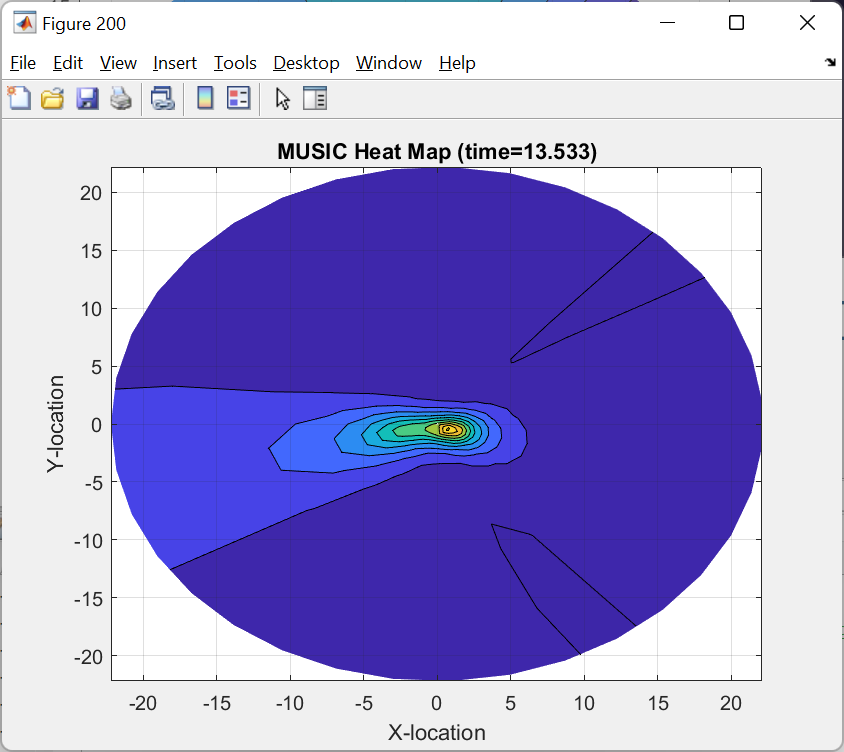 Figure 200
File Edit View Insert Tools Desktop Window Help
MUSIC Heat Map (time=13.533)
20
15
10
5
0
-5
-10
-15
-20
Y-location
-20 -15 -10 -5 0 5 10 15 20
X-location